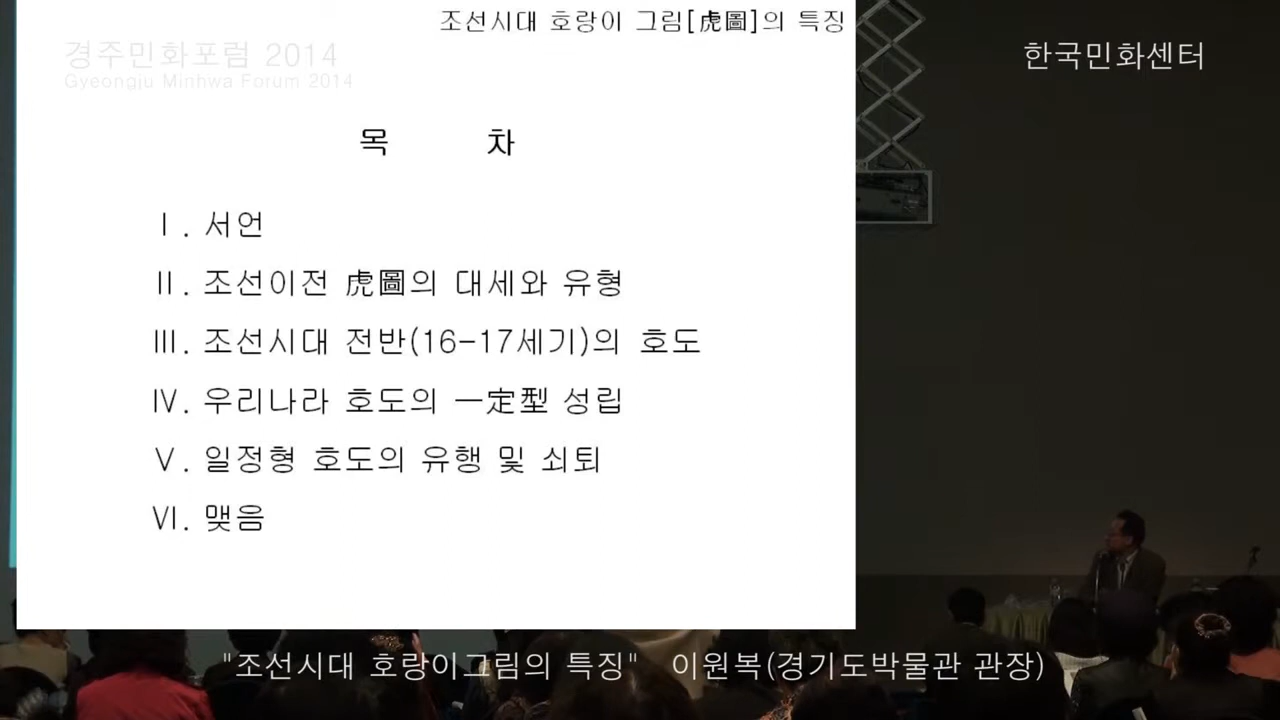 조선시대 호랑이 그림[虎圖]의 특징
경주민화포럼 2014
Gyeongju Minhwa Forum 2014
한국민화센터
목 차
Ⅰ. 서언
Ⅱ. 조선이전 虎圖의 대세와 유형
Ⅲ. 조선시대 전반(16-17세기)의 호도
Ⅳ. 우리나라 호도의 一定型 성립
Ⅴ. 일정형 호도의 유행 및 쇠퇴
Ⅵ. 맺음
"조선시대 호랑이그림의 특징" 이원복(경기도박물관 관장)